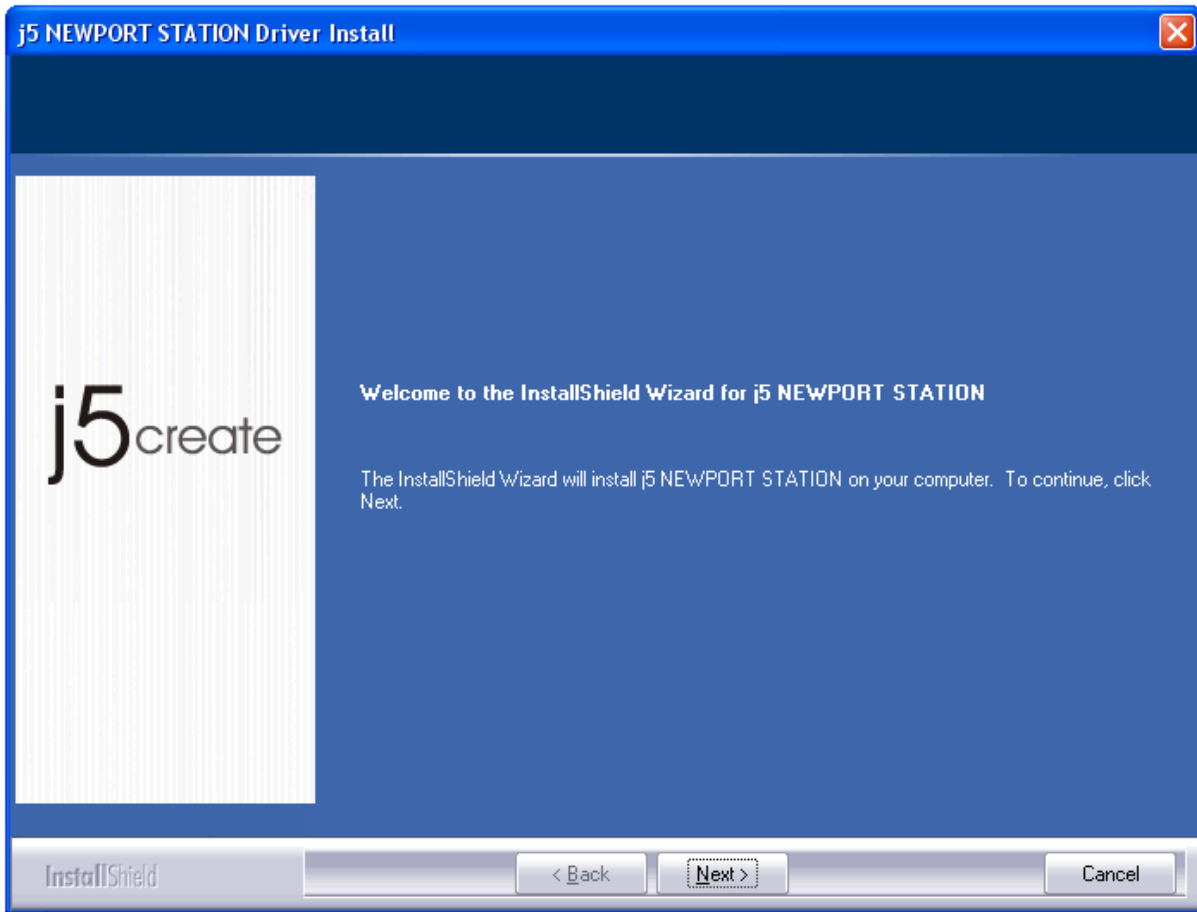 j5 NEWPORT STATION Driver Install
j5create
Welcome to the InstallShield Wizard for j5 NEWPORT STATION
The InstallShield Wizard will install j5 NEWPORT STATION on your computer. To continue, click
Next.
InstallShield
< Back
Next >
Cancel